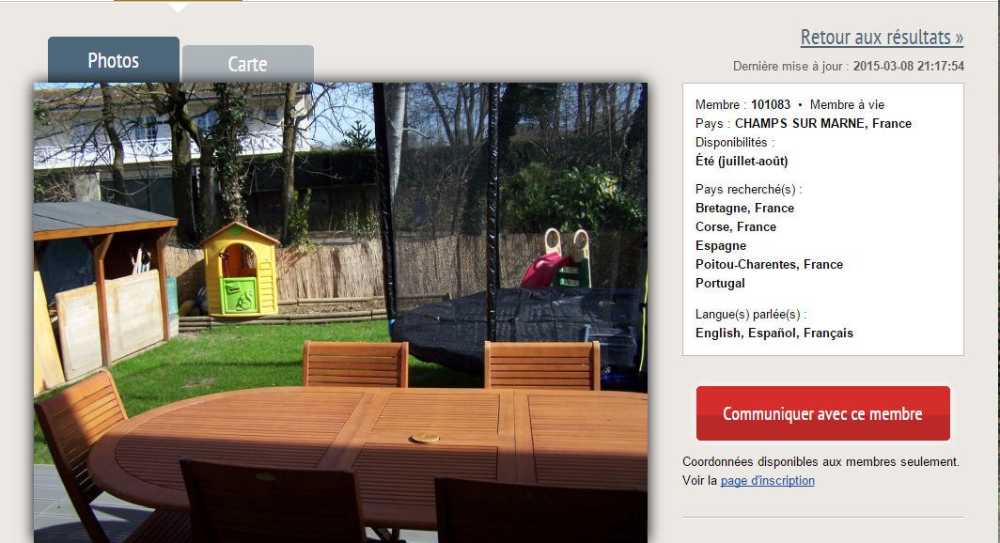 Retour aux résultats »
Photos
Carte
Dernière mise à jour : 2015-03-08 21:17:54
Membre : 101083 • Membre à vie
Pays : CHAMPS SUR MARNE, France
Disponibilités :
Été (juillet-août)
Pays recherché(s) :
Bretagne, France
Corse, France
Espagne
Poitou-Charentes, France
Portugal
Langue(s) parlée(s) :
English, Español, Français
Communiquer avec ce membre
Coordonnées disponibles aux membres seulement.
Voir la page d'inscription